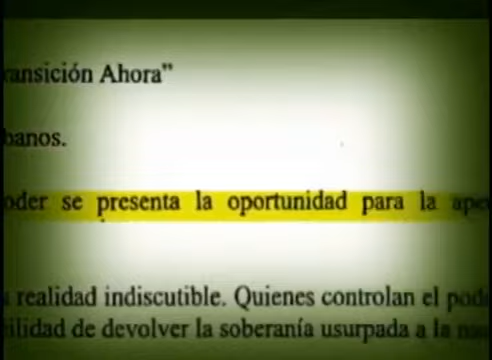 ransición Ahora"
banos.
oder se presenta la oportunidad para la ape
realidad indiscutible. Quienes controlan el pod
ilidad de devolver la soberanía usurpada a la